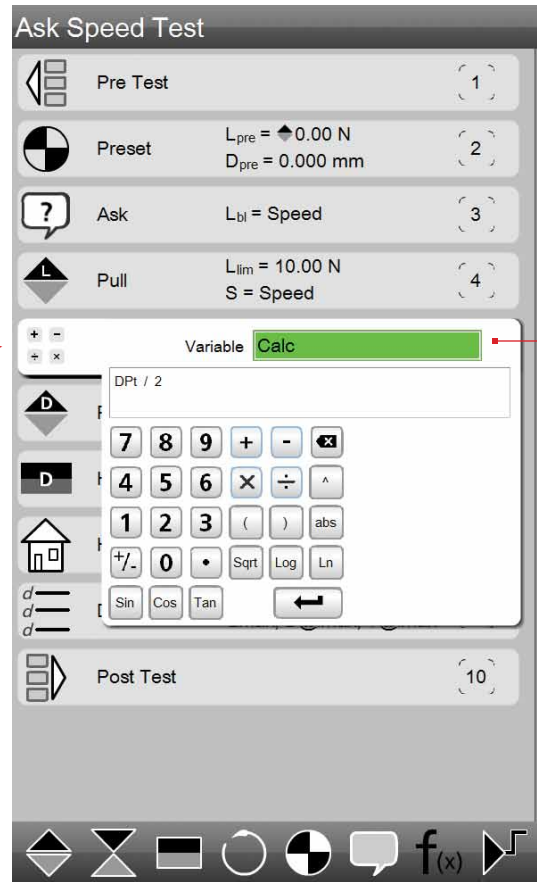 Ask Speed Test
Pre Test 1
Preset Lpre = 0.00 N 2
Dpre = 0.000 mm
? Ask Lbl = Speed 3
L Pull Llim = 10.00 N 4
S = Speed
+ -
÷ ×
Variable Calc
DPt / 2
D
7 8 9 + -
D
4 5 6 × ÷ ^
1 2 3 ( ) abs
+/- 0 • Sqrt Log Ln
Sin Cos Tan
d
d
d
Post Test 10
f(x)